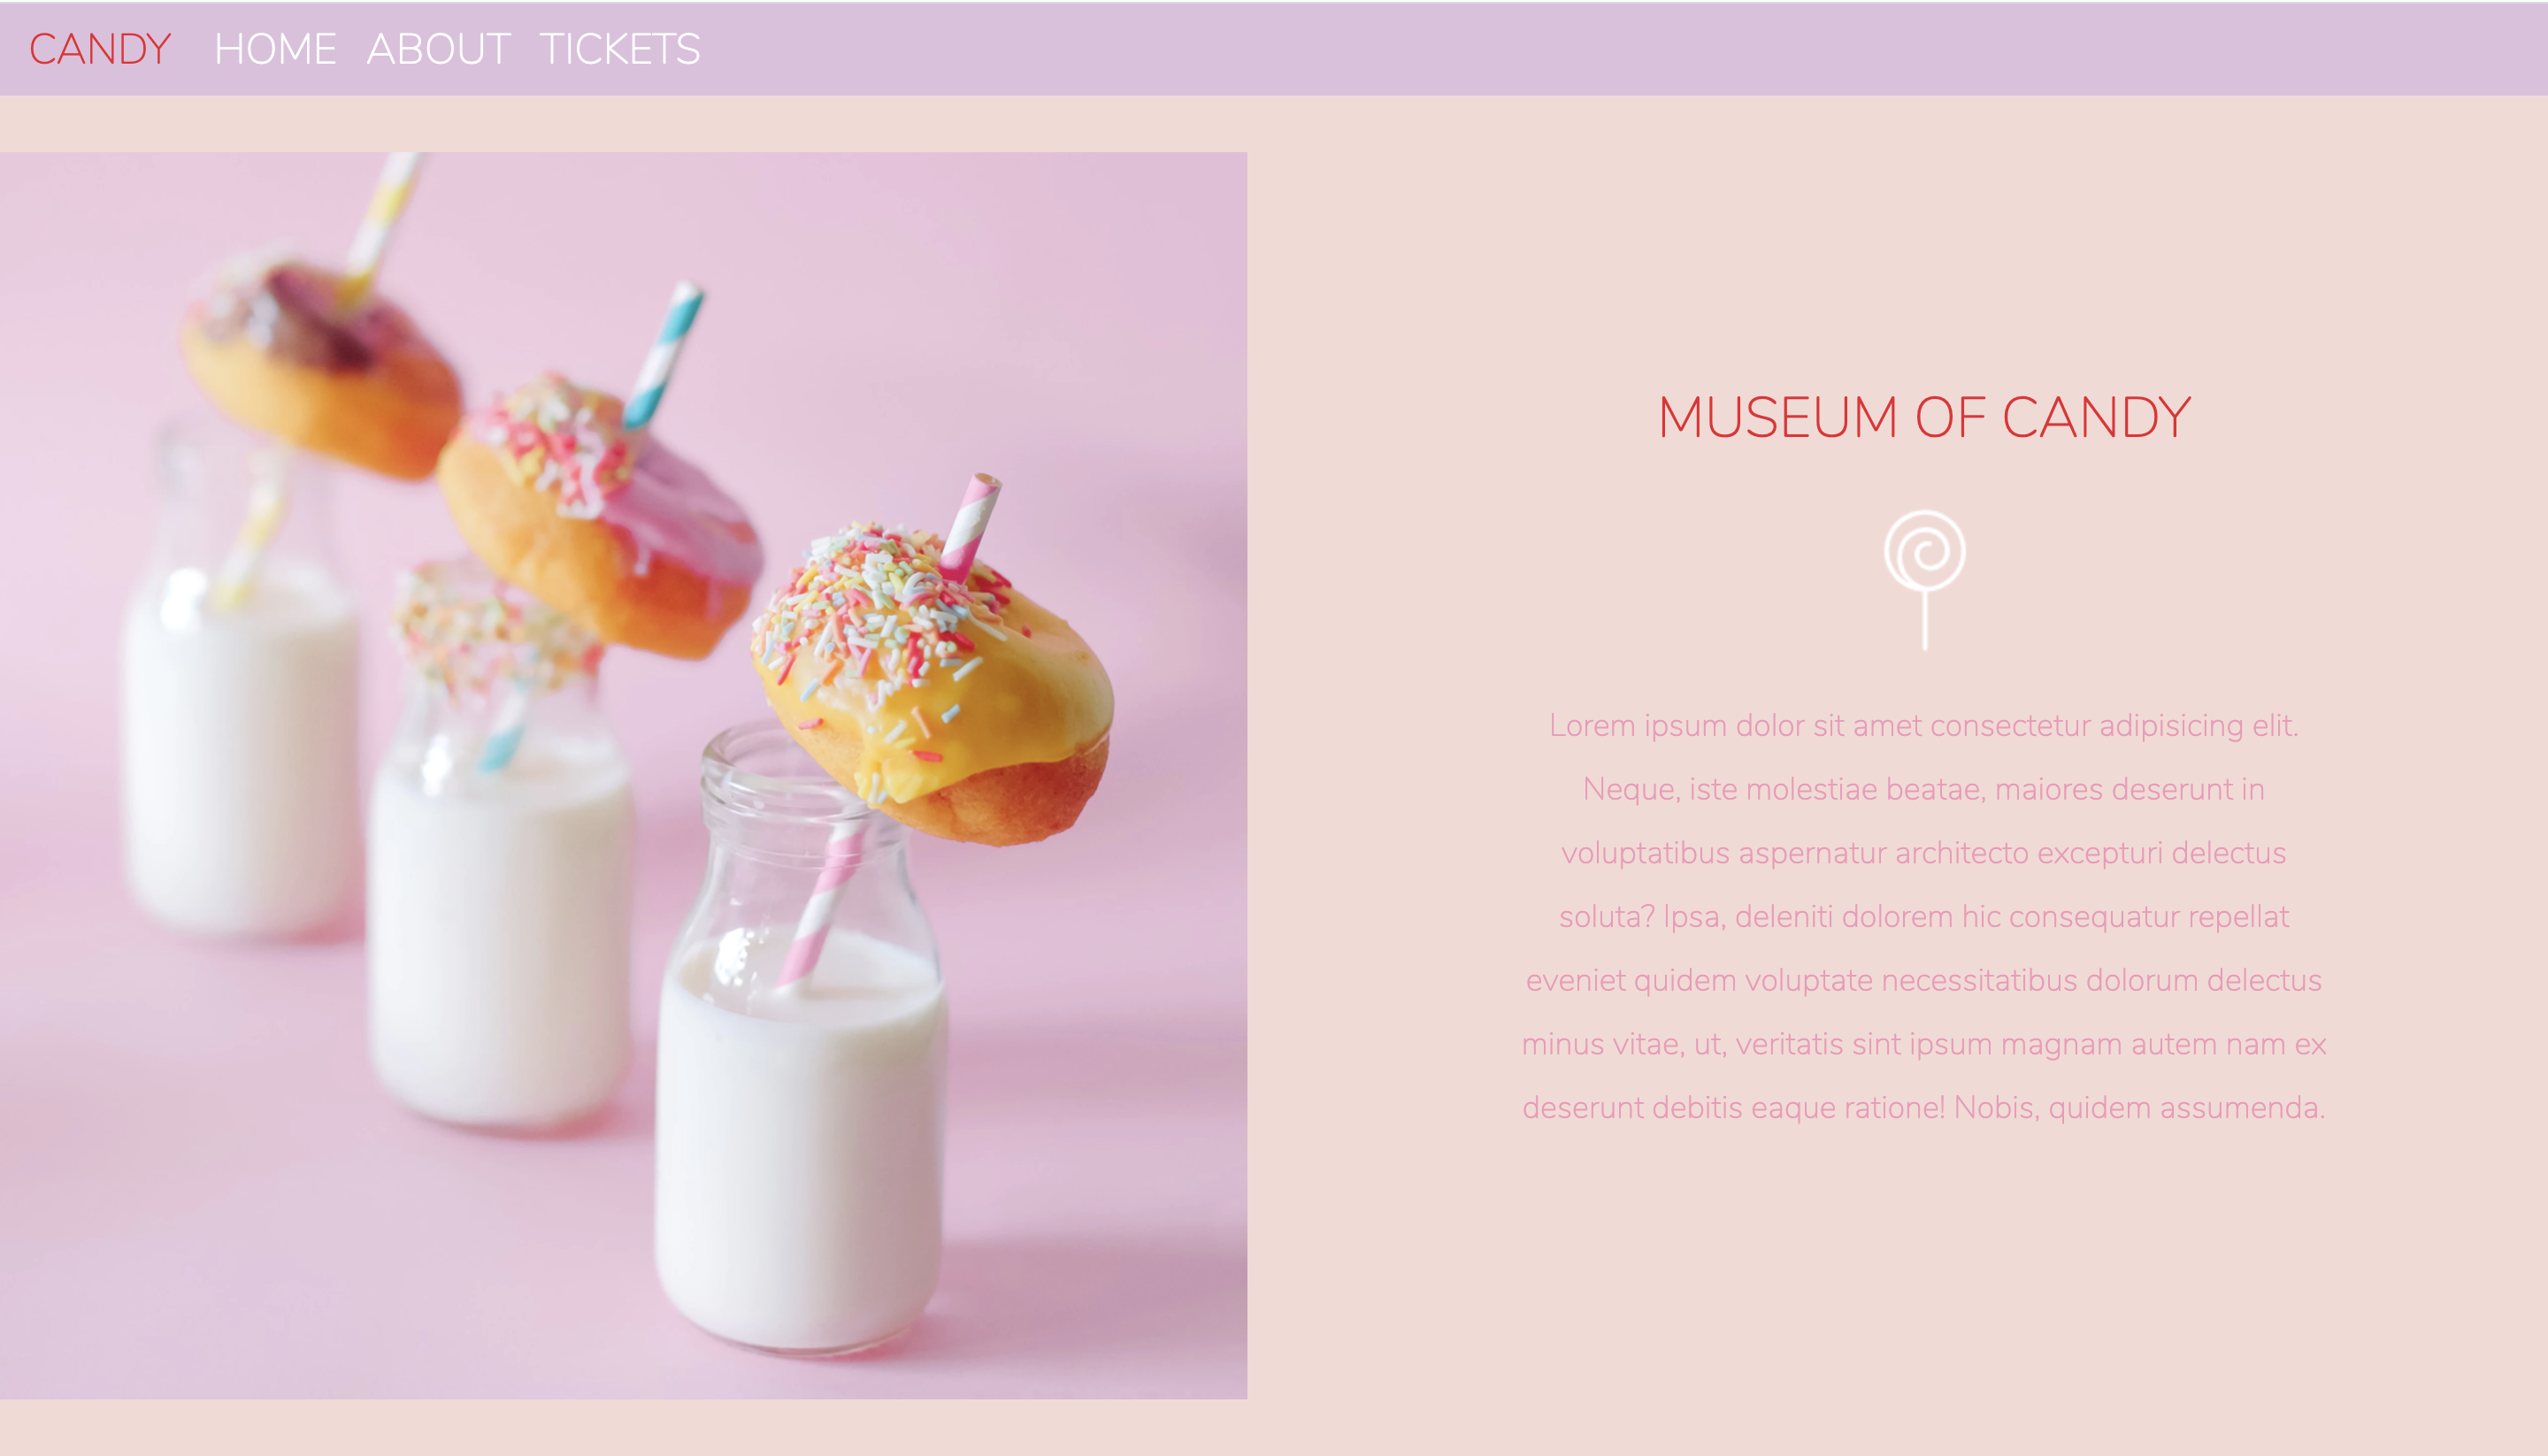 CANDY HOME ABOUT TICKETS
MUSEUM OF CANDY
Lorem ipsum dolor sit amet consectetur adipisicing elit.
Neque, iste molestiae beatae, maiores deserunt in
voluptatibus aspernatur architecto excepturi delectus
soluta? Ipsa, deleniti dolorem hic consequatur repellat
eveniet quidem voluptate necessitatibus dolorum delectus
minus vitae, ut, veritatis sint ipsum magnam autem nam ex
deserunt debitis eaque ratione! Nobis, quidem assumenda.